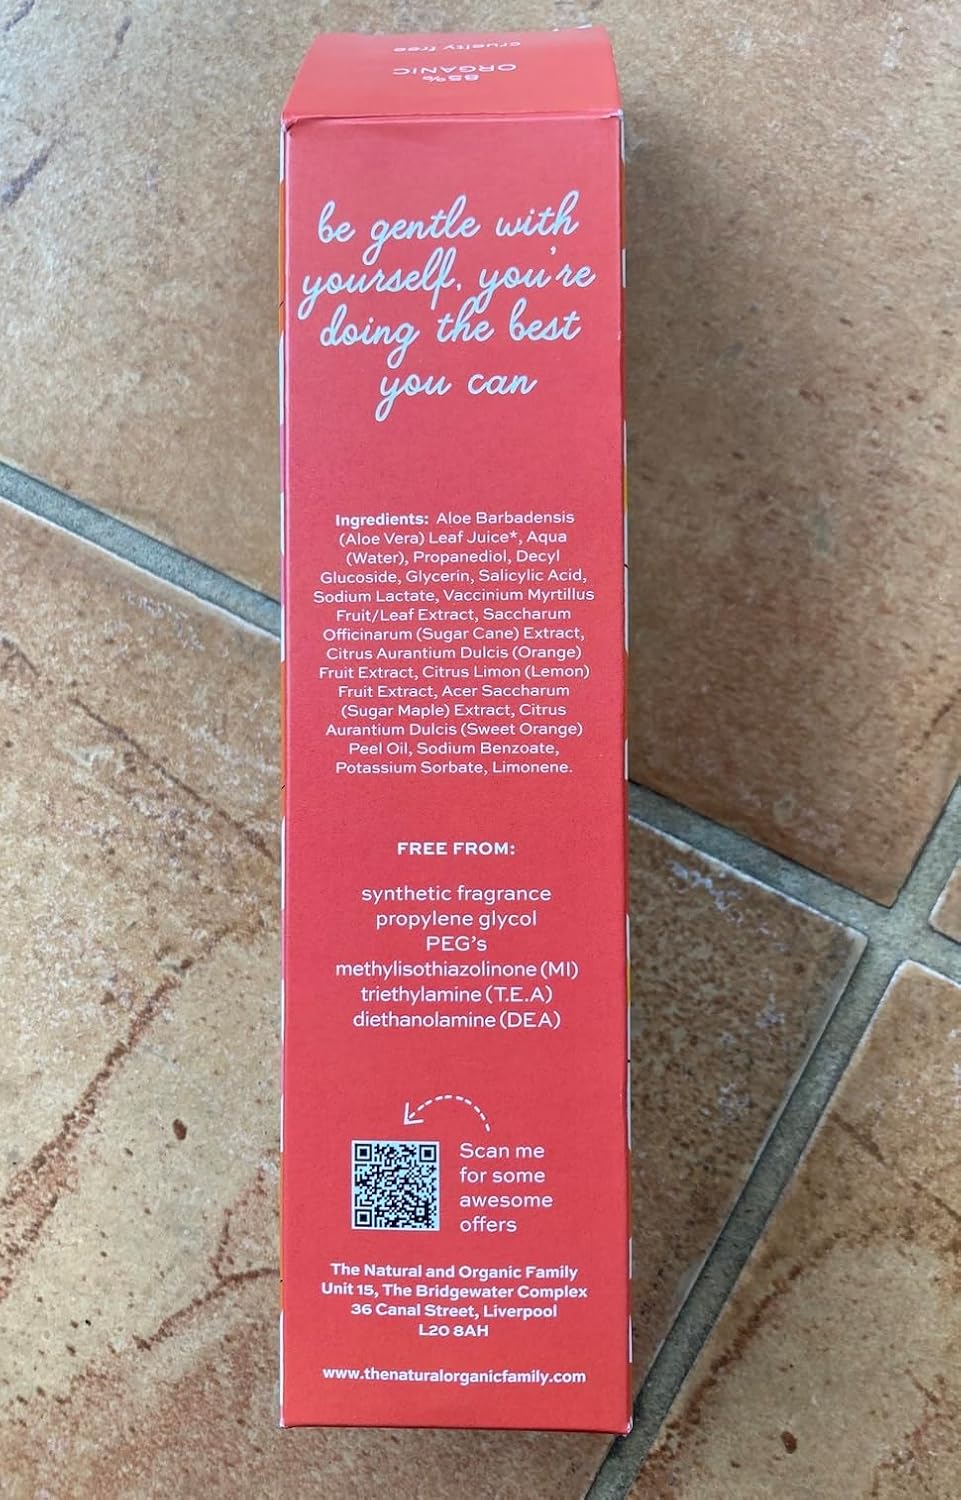 cruelty free
85%
ORGANIC
be gentle with
yourself, you're
doing the best
you can
Ingredients: Aloe Barbadensis
(Aloe Vera) Leaf Juice*, Aqua
(Water), Propanediol, Decyl
Glucoside, Glycerin, Salicylic Acid,
Sodium Lactate, Vaccinium Myrtillus
Fruit/Leaf Extract, Saccharum
Officinarum (Sugar Cane) Extract,
Citrus Aurantium Dulcis (Orange)
Fruit Extract, Citrus Limon (Lemon)
Fruit Extract, Acer Saccharum
(Sugar Maple) Extract, Citrus
Aurantium Dulcis (Sweet Orange)
Peel Oil, Sodium Benzoate,
Potassium Sorbate, Limonene.
FREE FROM:
synthetic fragrance
propylene glycol
PEG's
methylisothiazolinone (MI)
triethylamine (T.E.A)
diethanolamine (DEA)
Scan me
for some
awesome
offers
The Natural and Organic Family
Unit 15, The Bridgewater Complex
36 Canal Street, Liverpool
L20 8AH
www.thenaturalorganicfamily.com